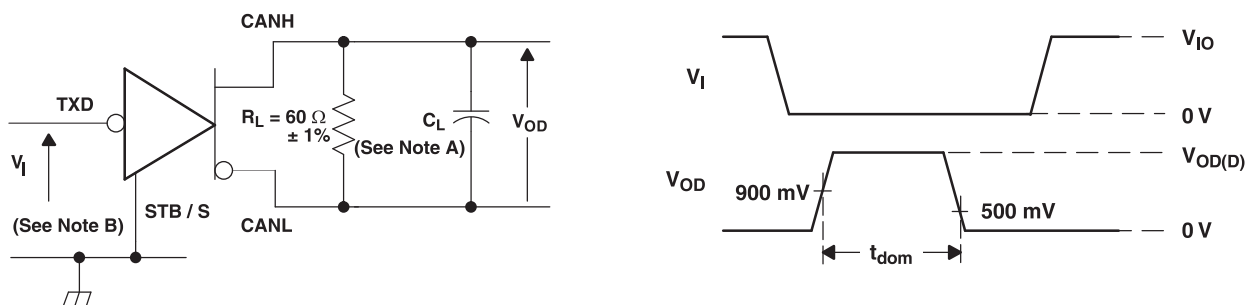 CANH
TXD
R_L = 60 Ω
± 1%
(See Note A)
C_L
V_OD
V_I
(See Note B)
STB / S
CANL
V_I
V_IO
0 V
V_OD
900 mV
V_OD(D)
500 mV
0 V
t_dom